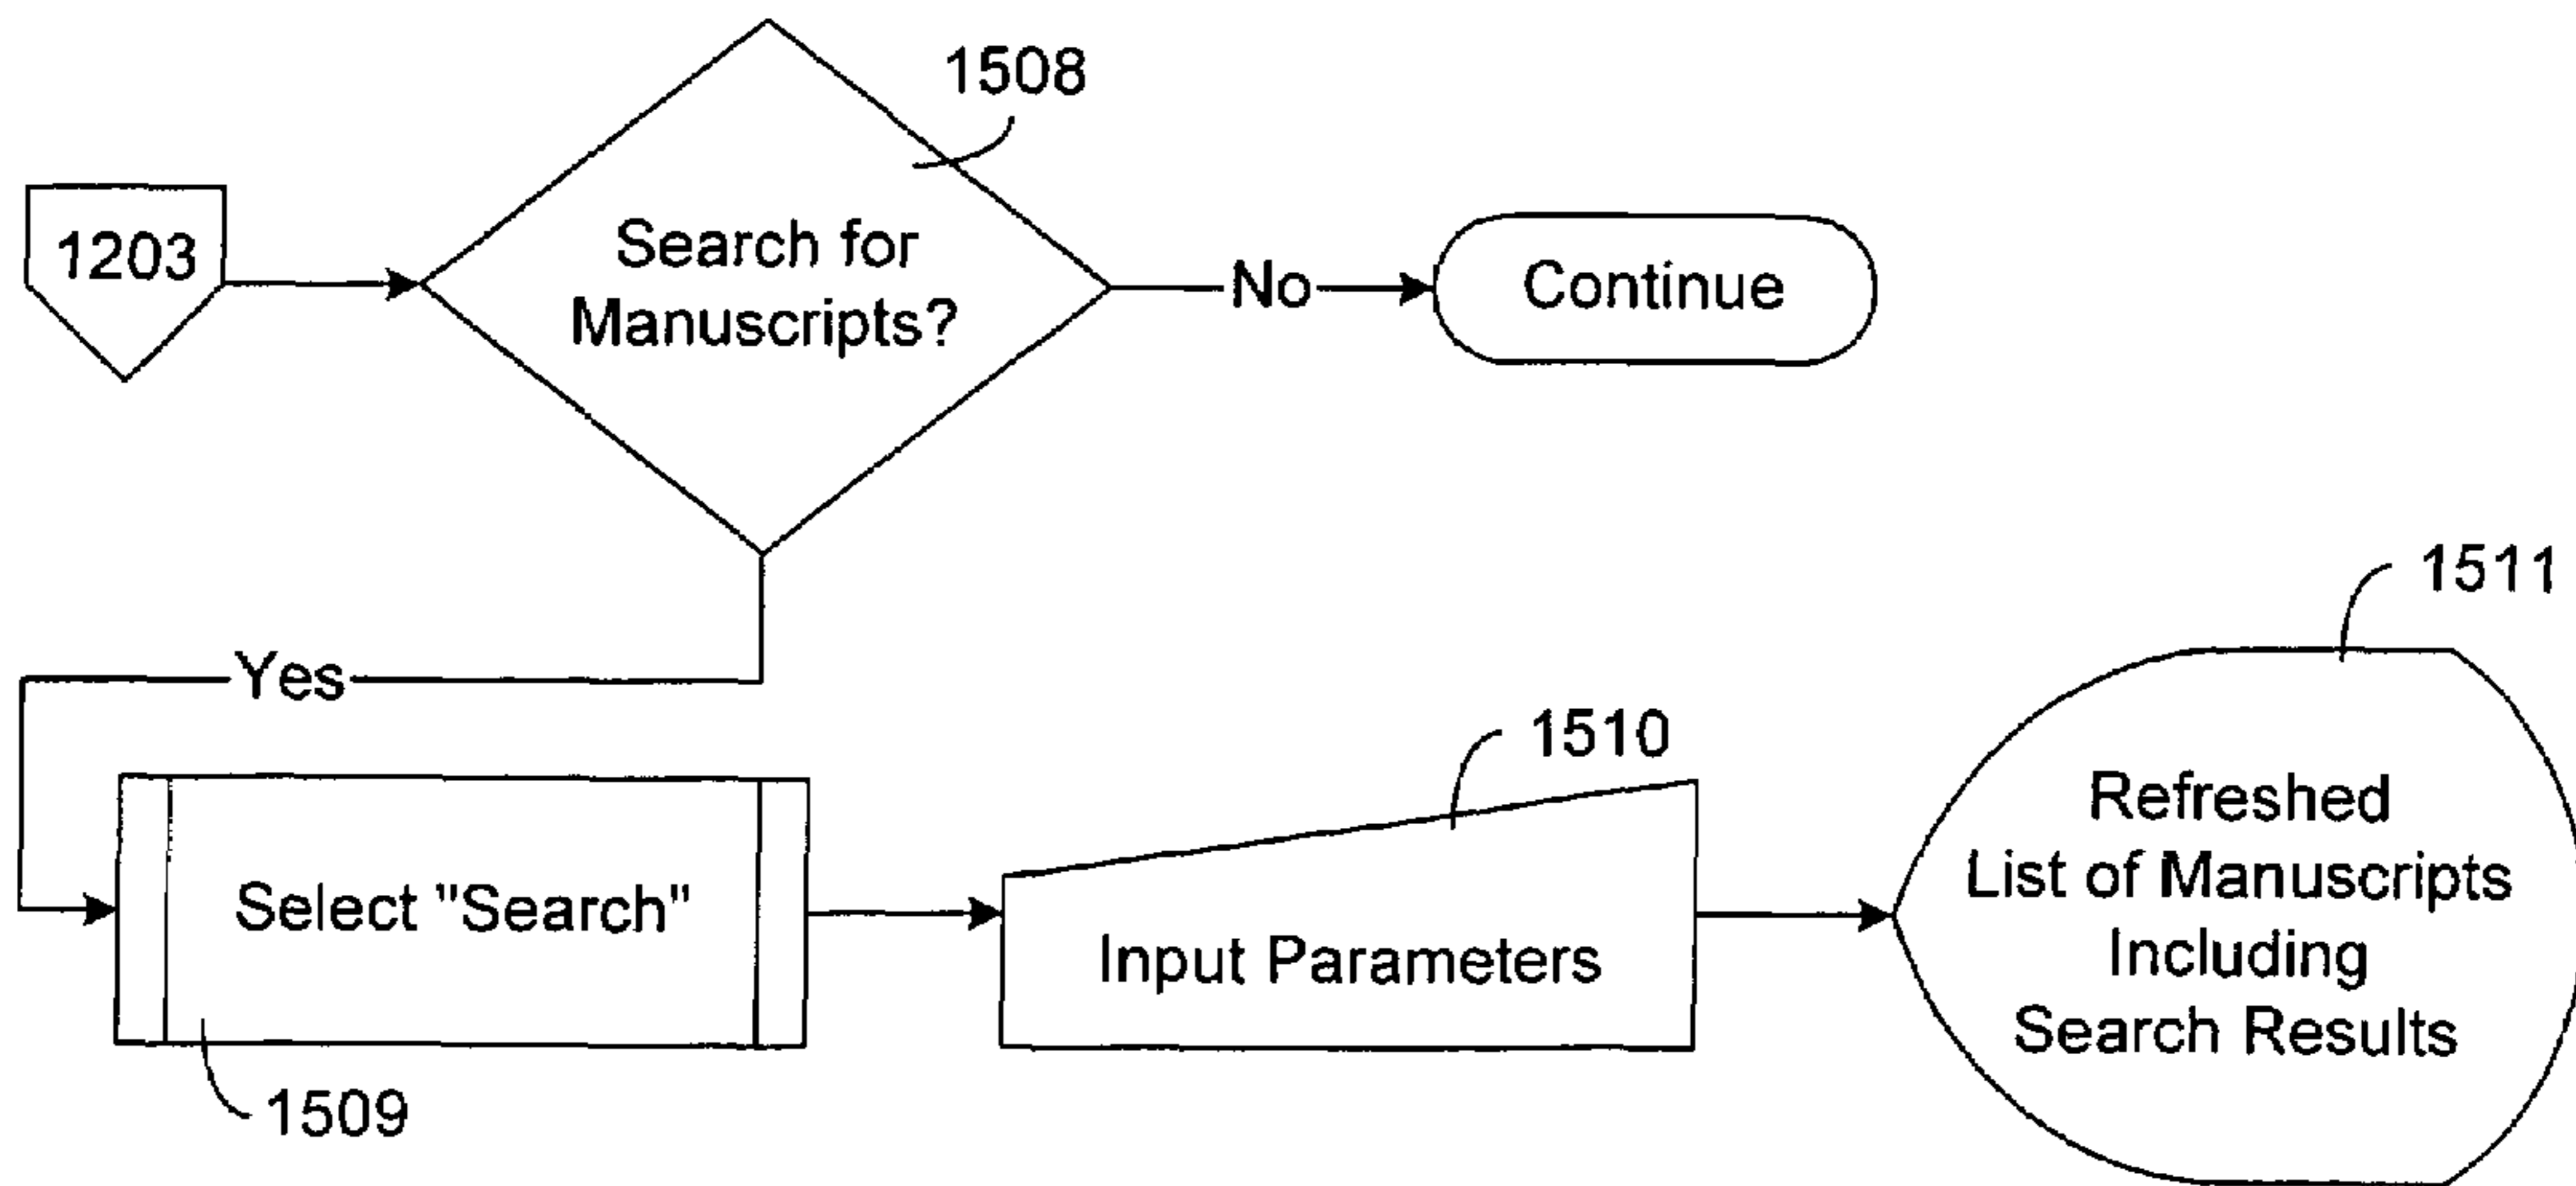 1508
1203
Search for
Manuscripts?
No
Continue
Yes
1511
1510
Select "Search"
Input Parameters
Refreshed
List of Manuscripts
Including
Search Results
1509